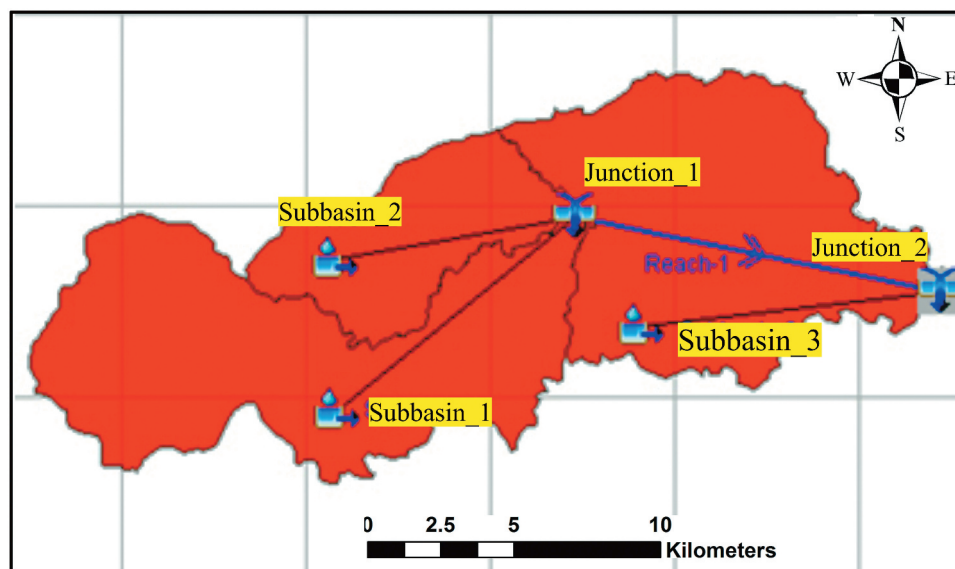 N
W E
S
Junction_1
Subbasin_2
Junction_2
Reach-1
Subbasin_3
Subbasin_1
0 2.5 5 10
Kilometers